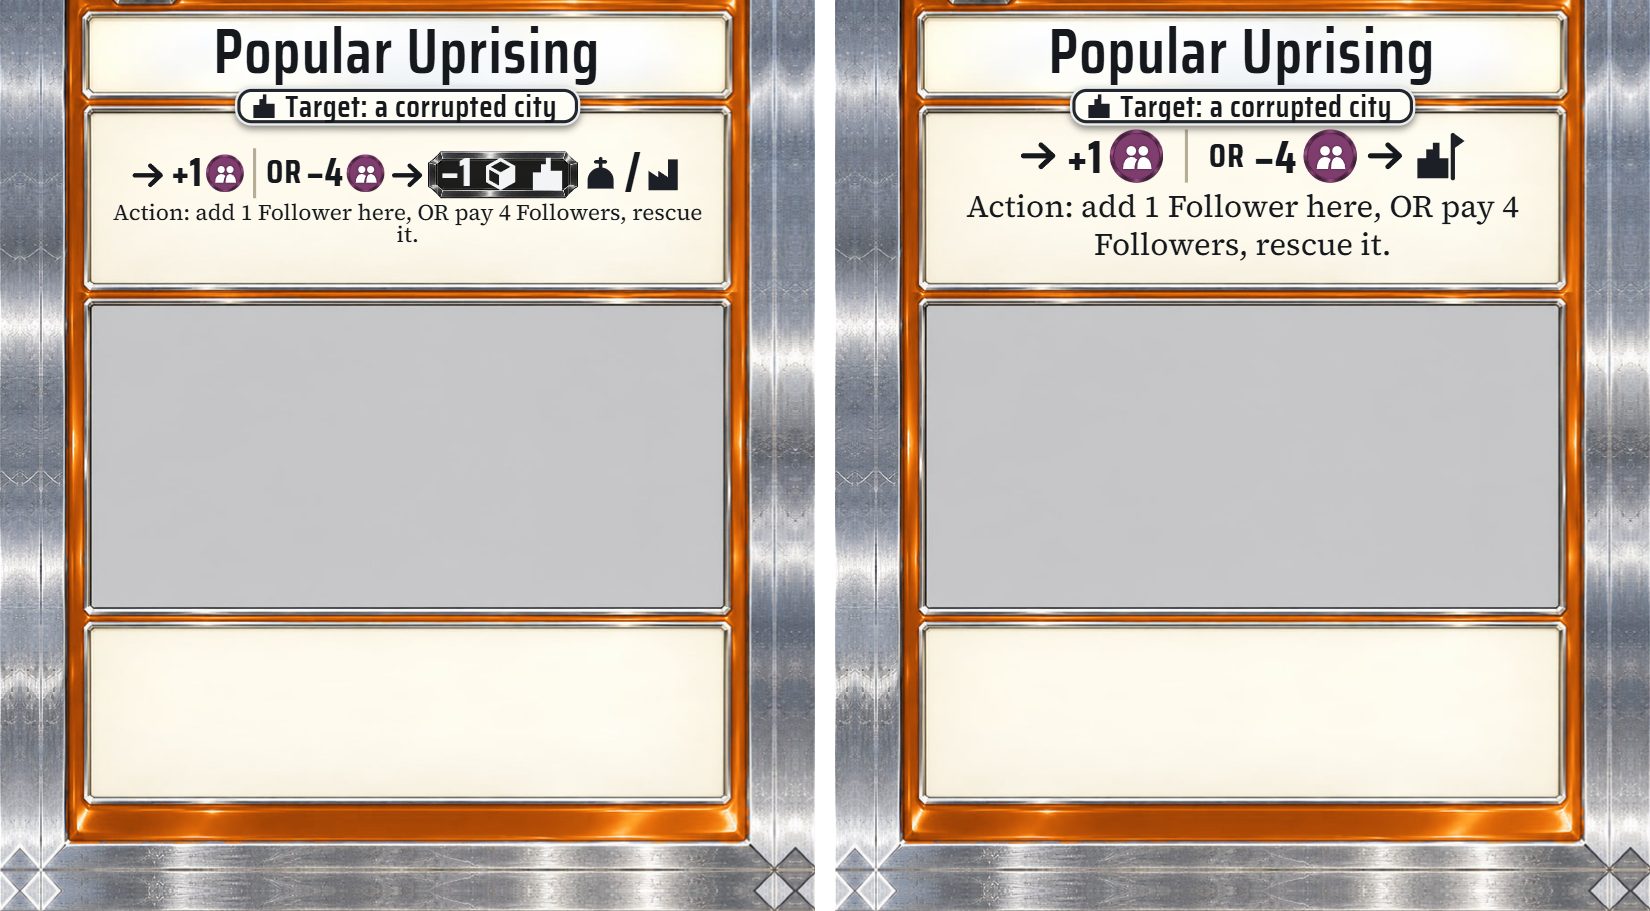 Popular Uprising
Target: a corrupted city
+1 OR –4 –1 /
Action: add 1 Follower here, OR pay 4 Followers, rescue
it.
Popular Uprising
Target: a corrupted city
+1 OR –4
Action: add 1 Follower here, OR pay 4
Followers, rescue it.